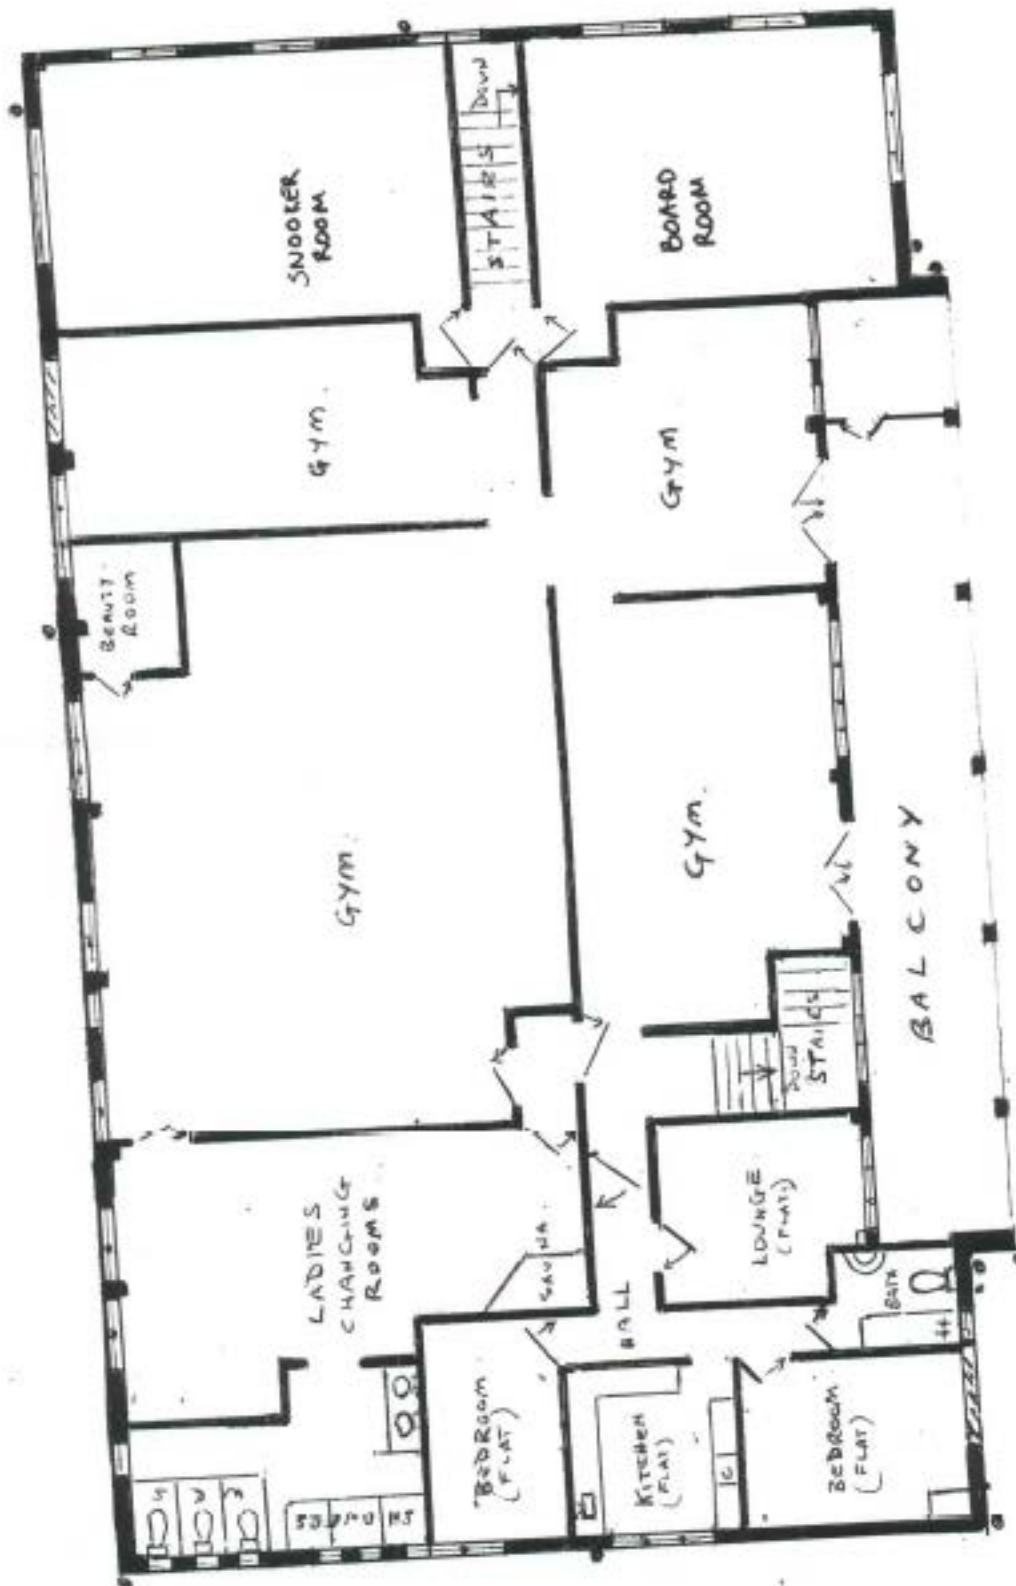 SNOOKER
ROOM
STAIRS
DOWN
BOARD
ROOM
GYM.
GYM
BEAUTY
ROOM
GYM.
GYM.
BALCONY
DOWN
STAIRS
LADIES
CHANGING
ROOMS
SAUNA.
LOUNGE
(FLAT)
HALL
BATH
BEDROOM
(FLAT)
KITCHEN
(FLAT)
BEDROOM
(FLAT)